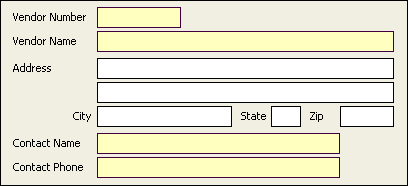 Vendor Number
Vendor Name
Address
City State Zip
Contact Name
Contact Phone